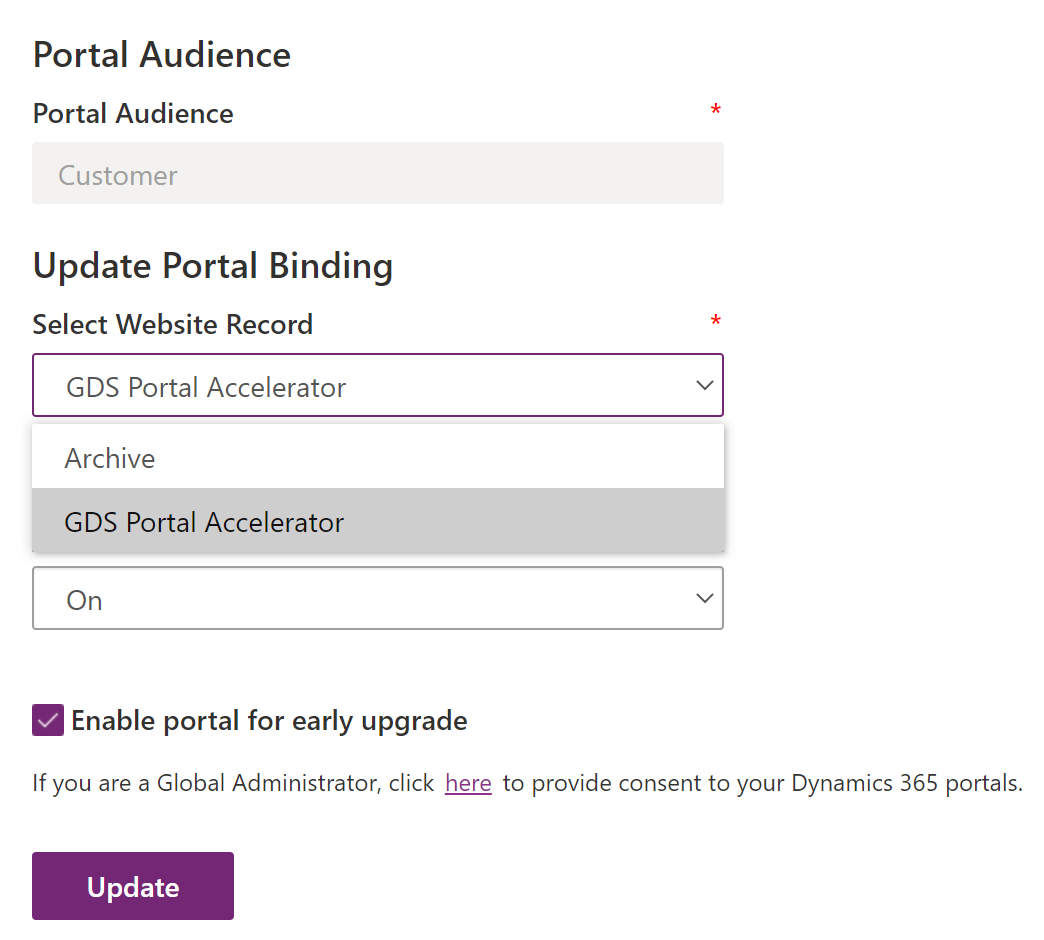 Portal Audience
Portal Audience *
Customer
Update Portal Binding
Select Website Record *
GDS Portal Accelerator
Archive
GDS Portal Accelerator
On
Enable portal for early upgrade
If you are a Global Administrator, click here to provide consent to your Dynamics 365 portals.
Update